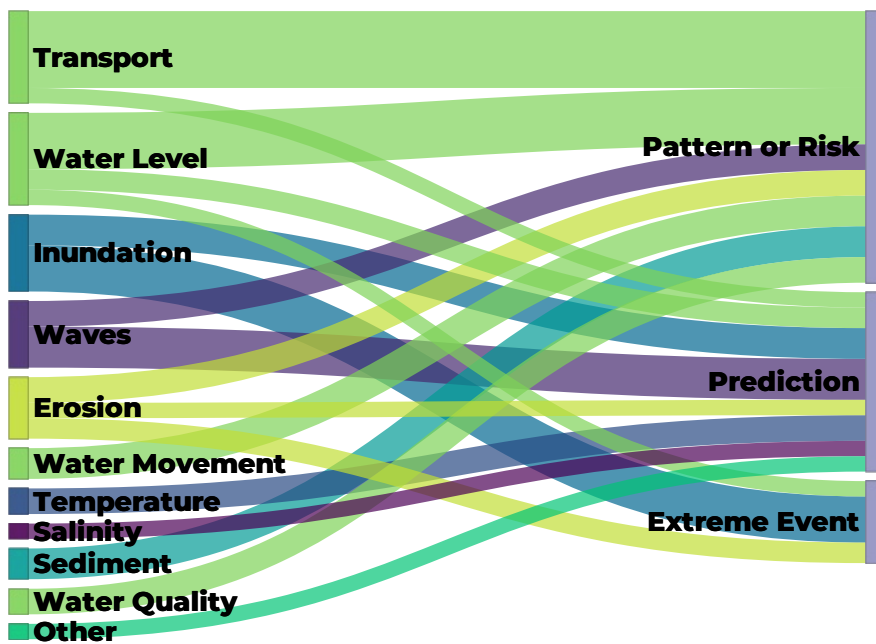 Transport
Water Level
Inundation
Waves
Erosion
Water Movement
Temperature
Salinity
Sediment
Water Quality
Other
Pattern or Risk
Prediction
Extreme Event